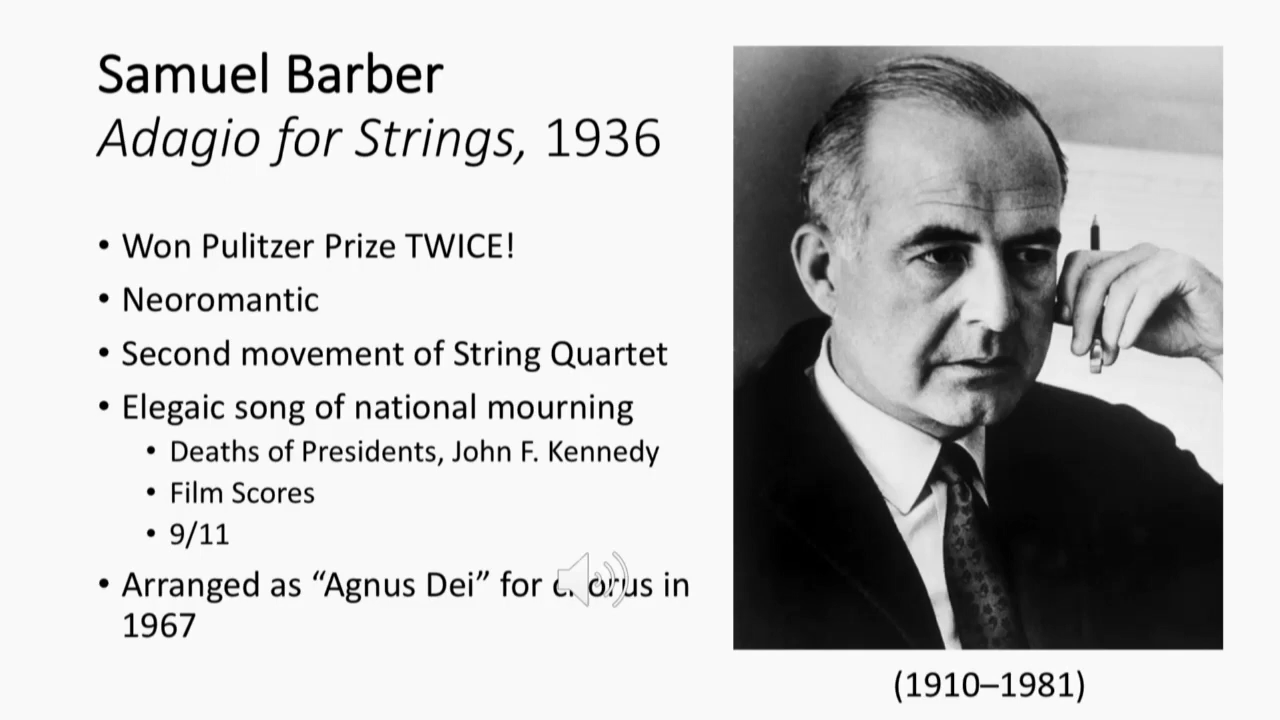 Samuel Barber
Adagio for Strings, 1936
• Won Pulitzer Prize TWICE!
• Neoromantic
• Second movement of String Quartet
• Elegaic song of national mourning
• Deaths of Presidents, John F. Kennedy
• Film Scores
• 9/11
• Arranged as “Agnus Dei” for chorus in
1967
(1910–1981)